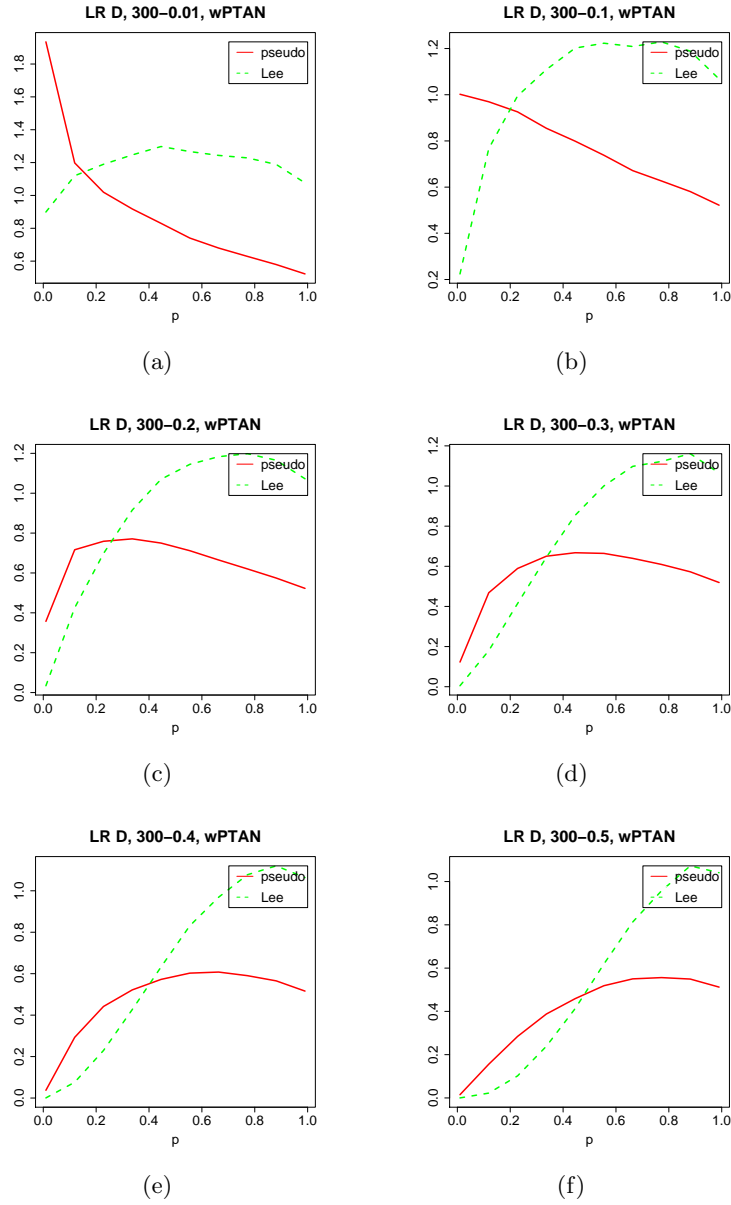 LR D, 300−0.01, wPTAN
pseudo
Lee
0.6 0.8 1.0 1.2 1.4 1.6 1.8
0.0 0.2 0.4 0.6 0.8 1.0
p
(a)
LR D, 300−0.1, wPTAN
pseudo
Lee
0.2 0.4 0.6 0.8 1.0 1.2
0.0 0.2 0.4 0.6 0.8 1.0
p
(b)
LR D, 300−0.2, wPTAN
pseudo
Lee
0.0 0.2 0.4 0.6 0.8 1.0 1.2
0.0 0.2 0.4 0.6 0.8 1.0
p
(c)
LR D, 300−0.3, wPTAN
pseudo
Lee
0.0 0.2 0.4 0.6 0.8 1.0 1.2
0.0 0.2 0.4 0.6 0.8 1.0
p
(d)
LR D, 300−0.4, wPTAN
pseudo
Lee
0.0 0.2 0.4 0.6 0.8 1.0
0.0 0.2 0.4 0.6 0.8 1.0
p
(e)
LR D, 300−0.5, wPTAN
pseudo
Lee
0.0 0.2 0.4 0.6 0.8 1.0
0.0 0.2 0.4 0.6 0.8 1.0
p
(f)